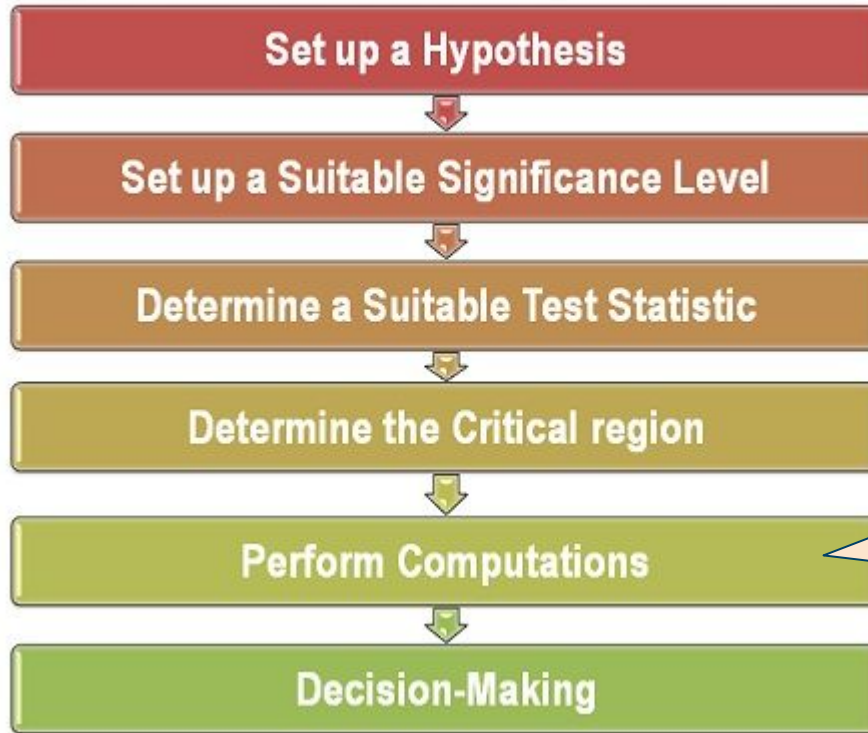 Set up a Hypothesis
Set up a Suitable Significance Level
Determine a Suitable Test Statistic
Determine the Critical region
Perform Computations
Decision-Making